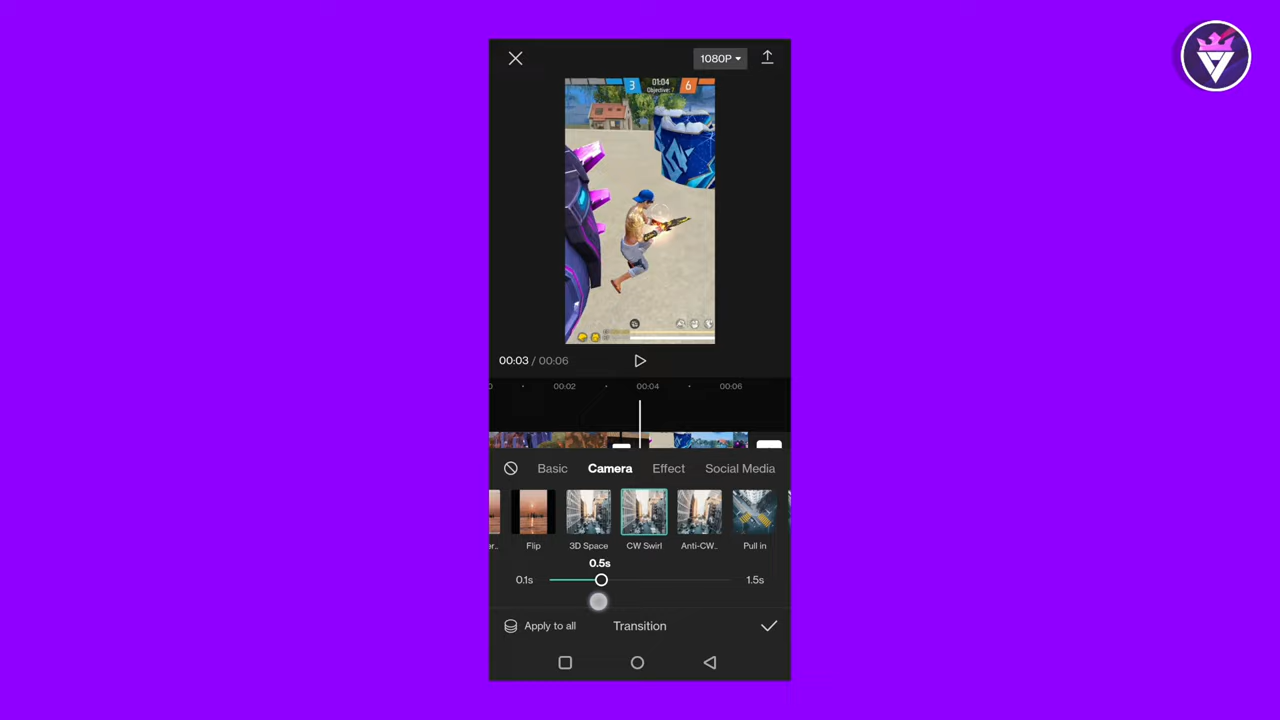 1080P
3 01:04 6
Objective: 7
00:03 / 00:06
00:02 00:04 00:06
Basic Camera Effect Social Media
Flip 3D Space CW Swirl Anti-CW.. Pull in
0.5s
0.1s 1.5s
Apply to all Transition